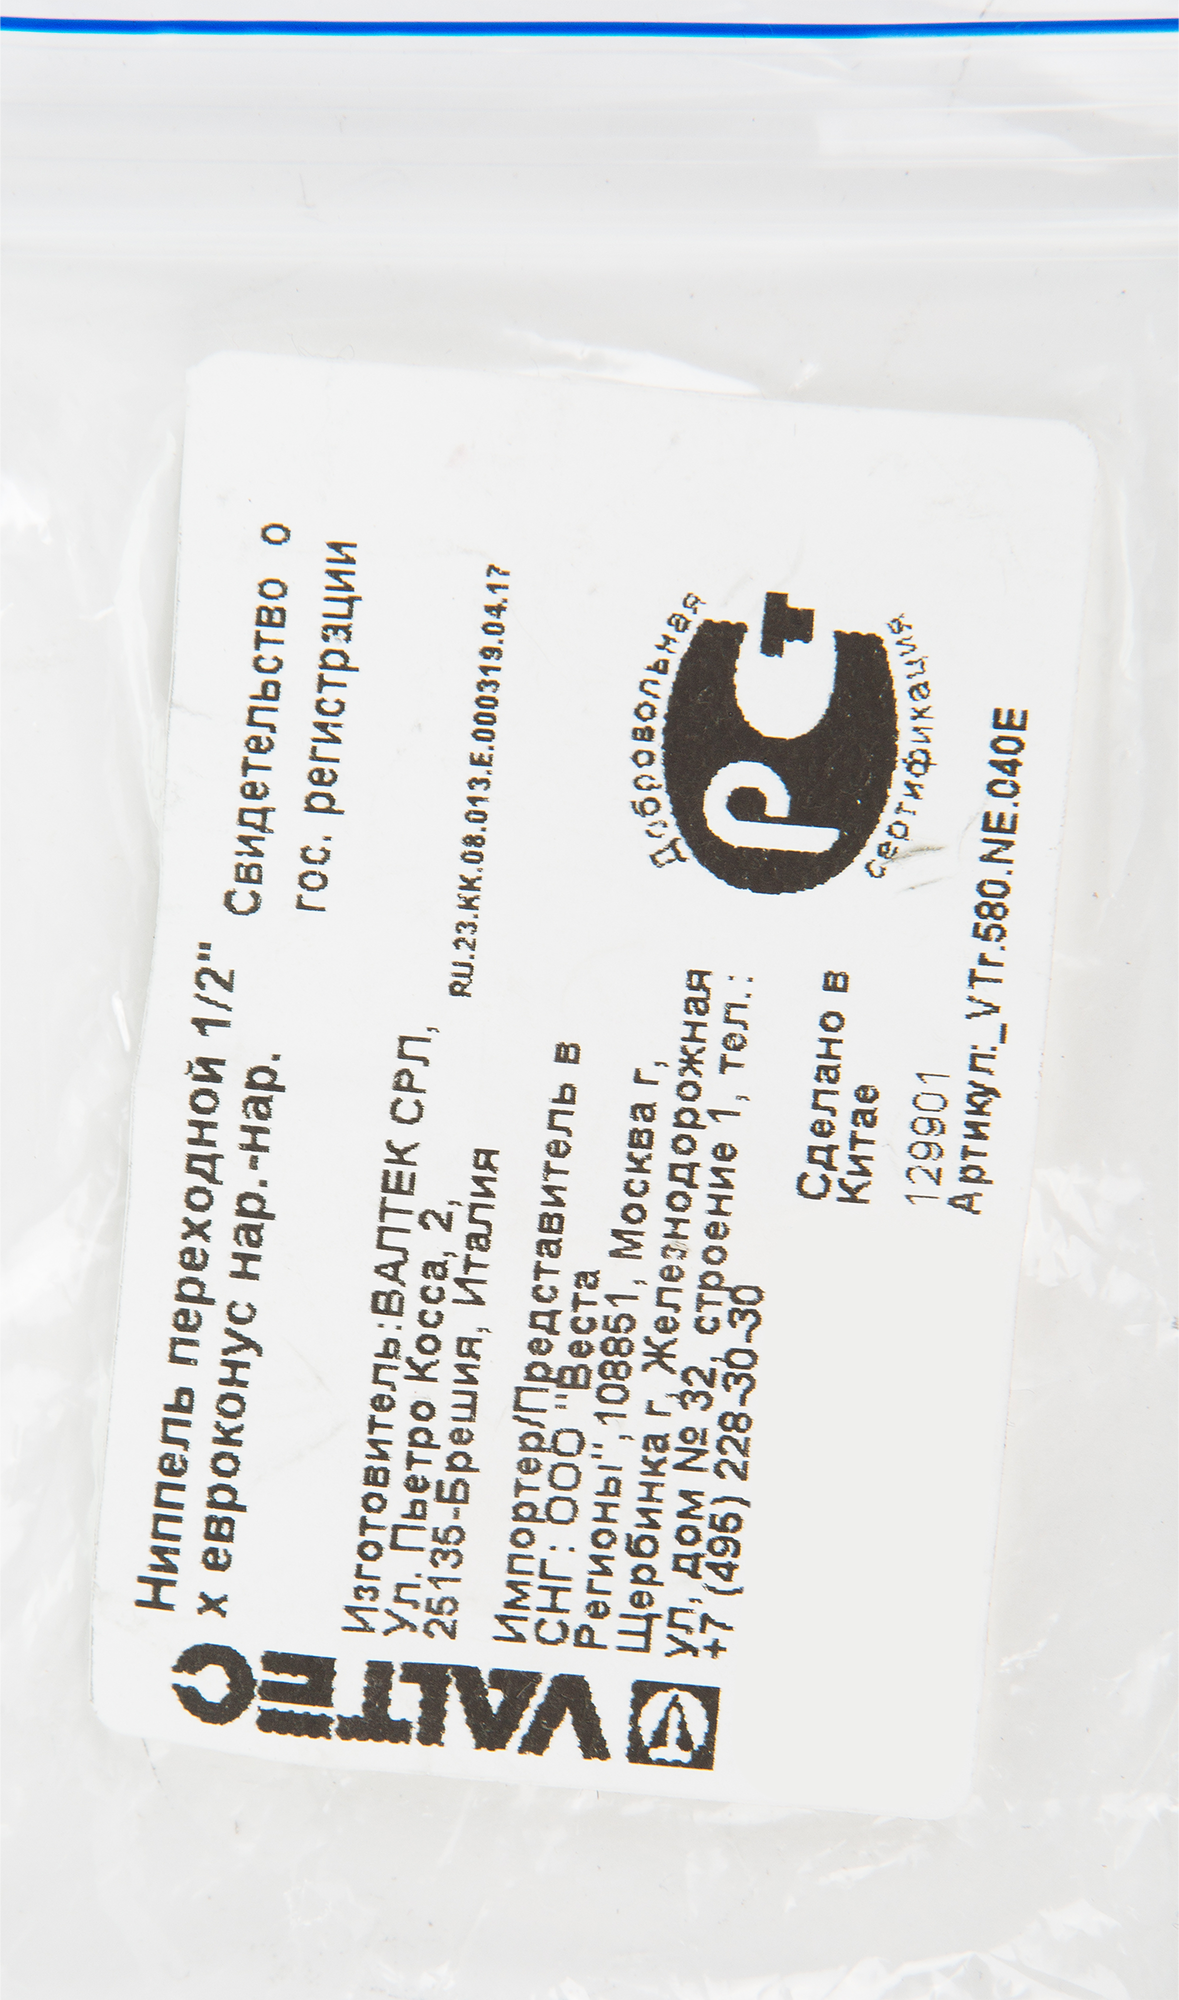 VALTEC
Ниппель переходной 1/2"
х евроконус нар.-нар.
Свидетельство о
гос. регистрации
RU.23.КК.08.013.Е.000319.04.17
Изготовитель:ВАЛТЕК СРЛ,
Ул. Пьетро Косса, 2,
25135-Брешия, Италия
Импортер/Представитель в
СНГ: ООО "Веста
Регионы",108851, Москва г,
Щербинка г, Железнодорожная
ул, дом № 32, строение 1, тел.:
+7 (495) 228-30-30
Добровольная
РСТ
сертификация
Сделано в
Китае
129901
Артикул:_VTr.580.NE.040E